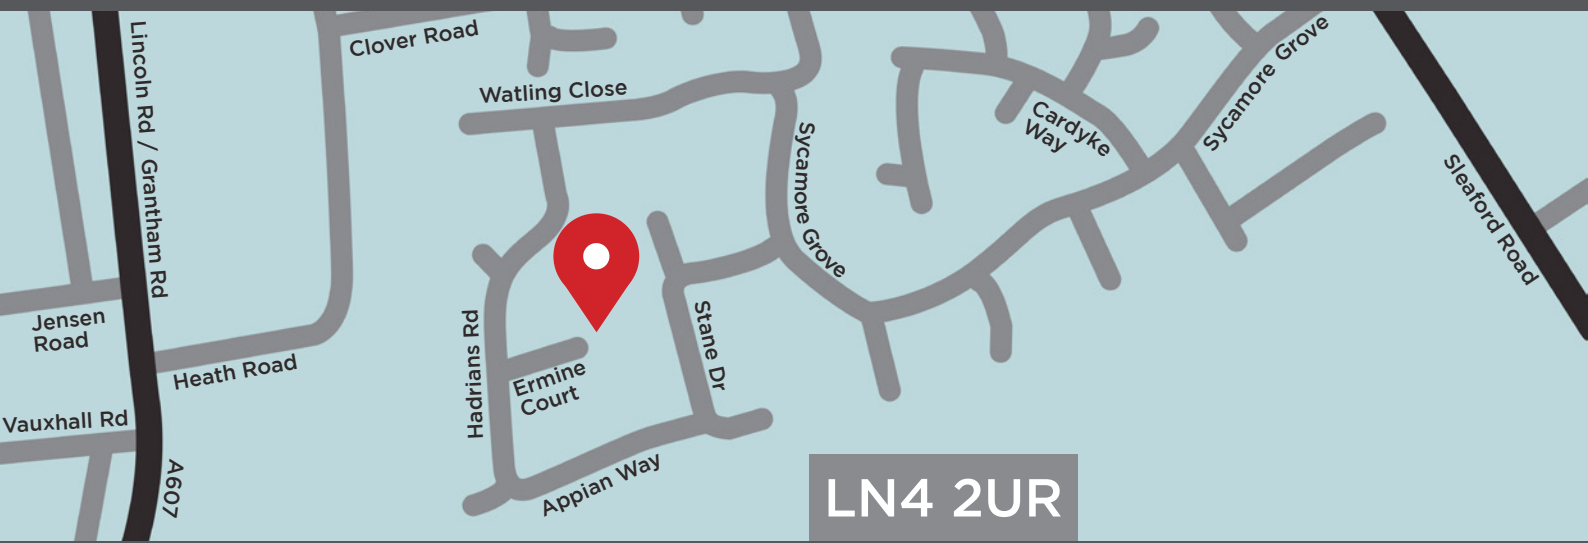 Lincoln Rd / Grantham Rd
Clover Road
Watling Close
Sycamore Grove
Cardyke
Way
Sycamore Grove
Sleaford Road
Jensen
Road
Heath Road
Vauxhall Rd
A607
Hadrians Rd
Ermine
Court
Stane Dr
Appian Way
LN4 2UR